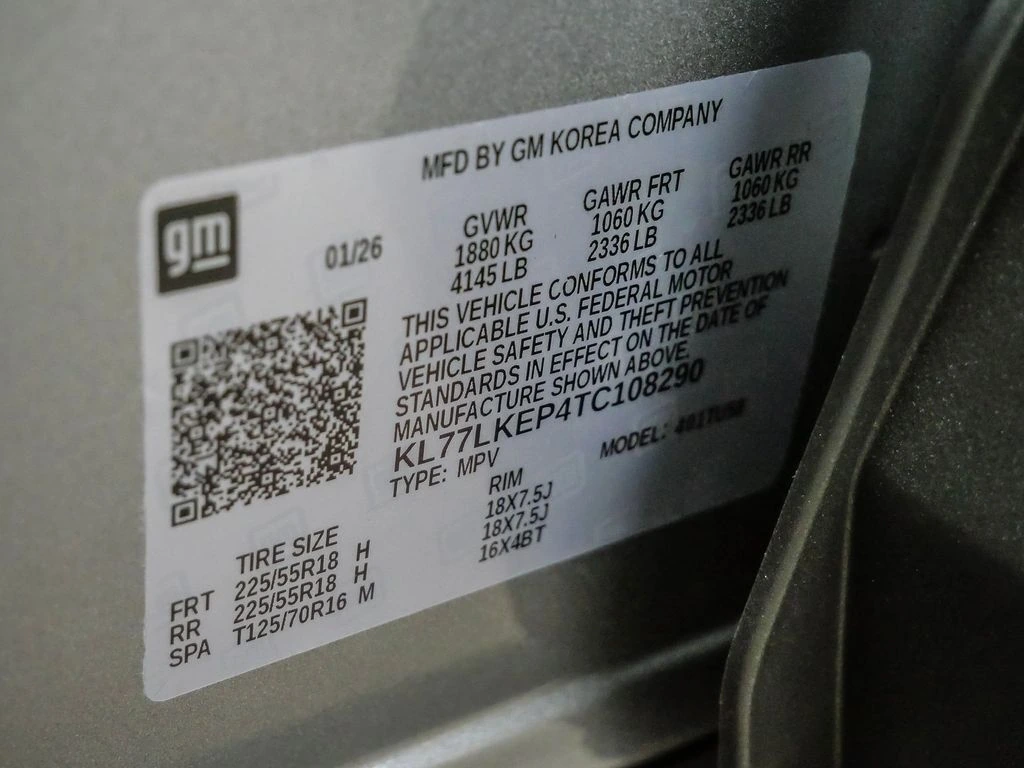 MFD BY GM KOREA COMPANY
gm
01/26
GVWR GAWR FRT GAWR RR
1880 KG 1060 KG 1060 KG
4145 LB 2336 LB 2336 LB
THIS VEHICLE CONFORMS TO ALL
APPLICABLE U.S. FEDERAL MOTOR
VEHICLE SAFETY AND THEFT PREVENTION
STANDARDS IN EFFECT ON THE DATE OF
MANUFACTURE SHOWN ABOVE.
KL77LKEP4TC108290
TYPE: MPV MODEL:
TIRE SIZE RIM
FRT 225/55R18 H 18X7.5J
RR 225/55R18 H 18X7.5J
SPA T125/70R16 M 16X4BT